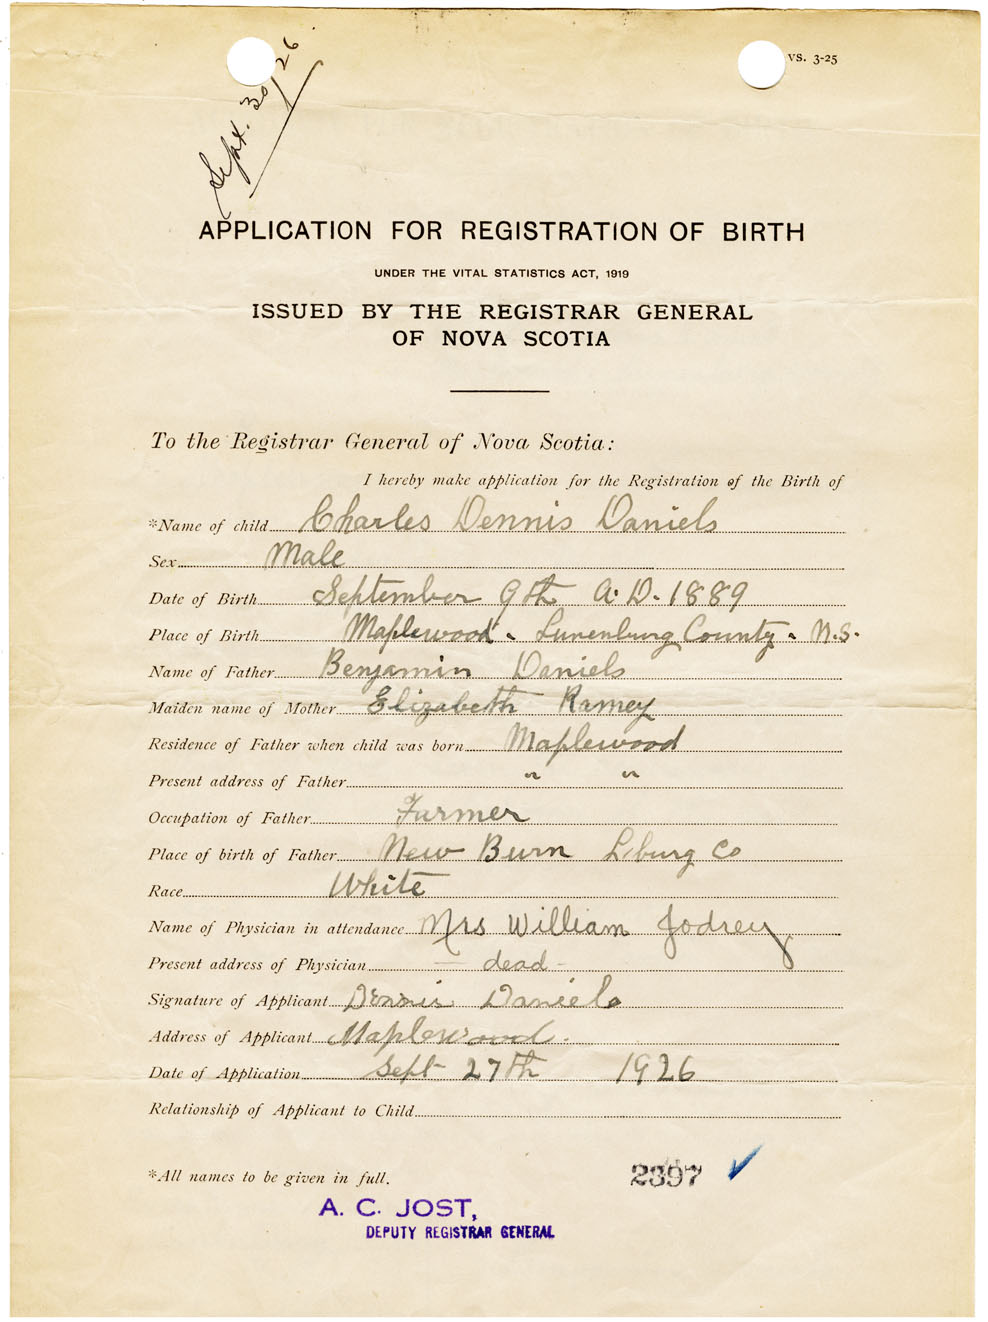 Sept. 30/26
VS. 3-25
APPLICATION FOR REGISTRATION OF BIRTH
UNDER THE VITAL STATISTICS ACT, 1919
ISSUED BY THE REGISTRAR GENERAL
OF NOVA SCOTIA
To the Registrar General of Nova Scotia:
I hereby make application for the Registration of the Birth of
*Name of child Charles Dennis Daniels
Sex Male
Date of Birth September 9th A.D. 1889
Place of Birth Maplewood. Lunenburg County. N.S.
Name of Father Benjamin Daniels
Maiden name of Mother Elizabeth Ramey
Residence of Father when child was born Maplewood
Present address of Father " "
Occupation of Father Farmer
Place of birth of Father New Burn L,burg Co
Race White
Name of Physician in attendance Mrs William Jodrey
Present address of Physician — dead —
Signature of Applicant Dennis Daniels
Address of Applicant Maplewood.
Date of Application Sept 27th 1926
Relationship of Applicant to Child
*All names to be given in full.
2397
A. C. JOST,
DEPUTY REGISTRAR GENERAL